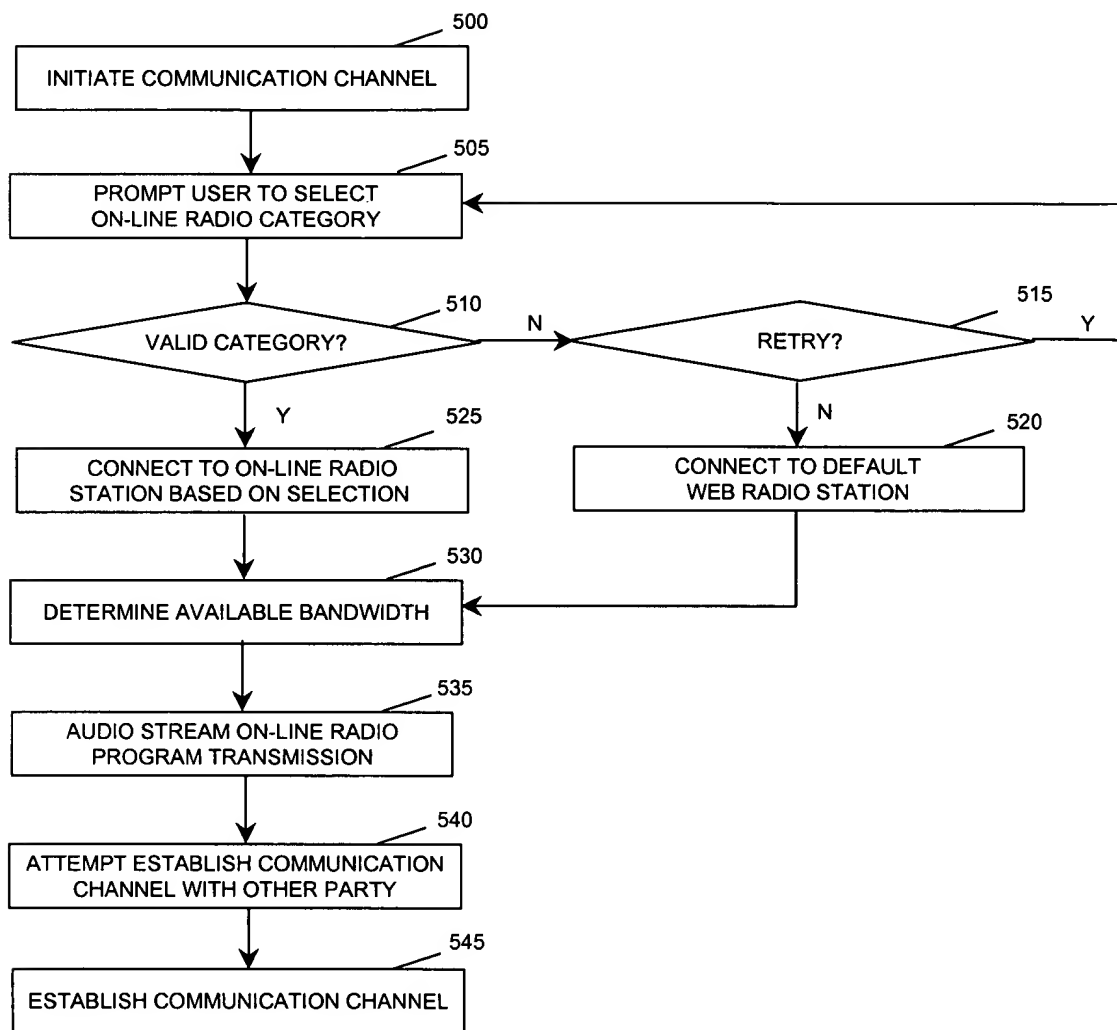 500
INITIATE COMMUNICATION CHANNEL
505
PROMPT USER TO SELECT
ON-LINE RADIO CATEGORY
510
VALID CATEGORY?
N
515
RETRY?
Y
Y
N
525
CONNECT TO ON-LINE RADIO
STATION BASED ON SELECTION
520
CONNECT TO DEFAULT
WEB RADIO STATION
530
DETERMINE AVAILABLE BANDWIDTH
535
AUDIO STREAM ON-LINE RADIO
PROGRAM TRANSMISSION
540
ATTEMPT ESTABLISH COMMUNICATION
CHANNEL WITH OTHER PARTY
545
ESTABLISH COMMUNICATION CHANNEL